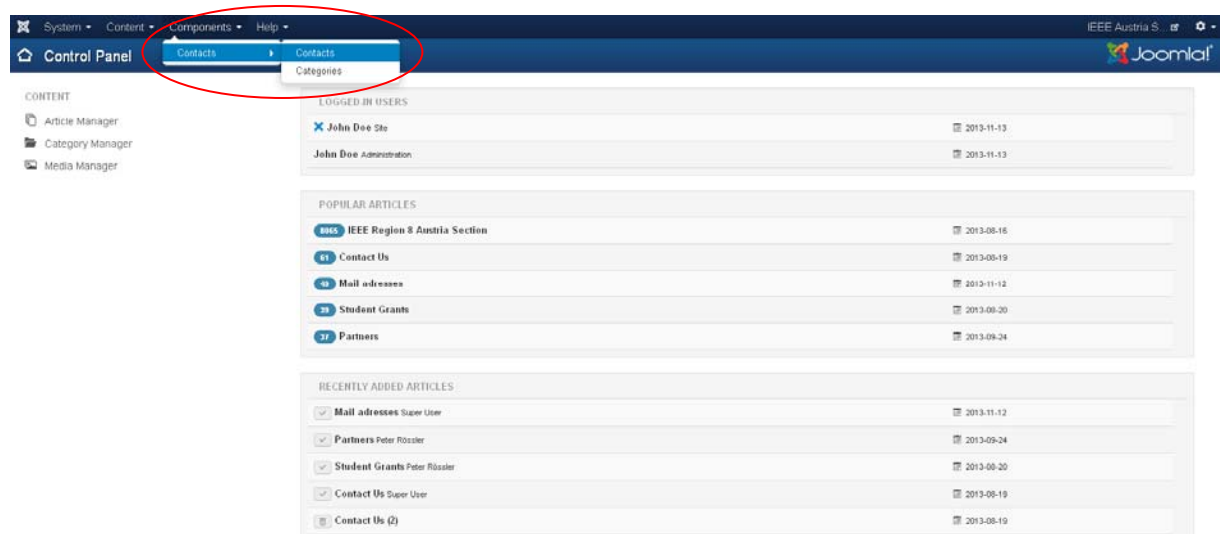 System Content Components Help IEEE Austria S...
Control Panel Contacts Contacts Joomla!
Categories
CONTENT
Article Manager
Category Manager
Media Manager
LOGGED IN USERS
John Doe Site 2013-11-13
John Doe Administration 2013-11-13
POPULAR ARTICLES
8065 IEEE Region 8 Austria Section 2013-08-16
61 Contact Us 2013-08-19
Mail adresses 2013-11-12
39 Student Grants 2013-08-20
37 Partners 2013-09-24
RECENTLY ADDED ARTICLES
Mail adresses Super User 2013-11-12
Partners Peter Rössler 2013-09-24
Student Grants Peter Rössler 2013-08-20
Contact Us Super User 2013-08-19
Contact Us (2) 2013-08-19